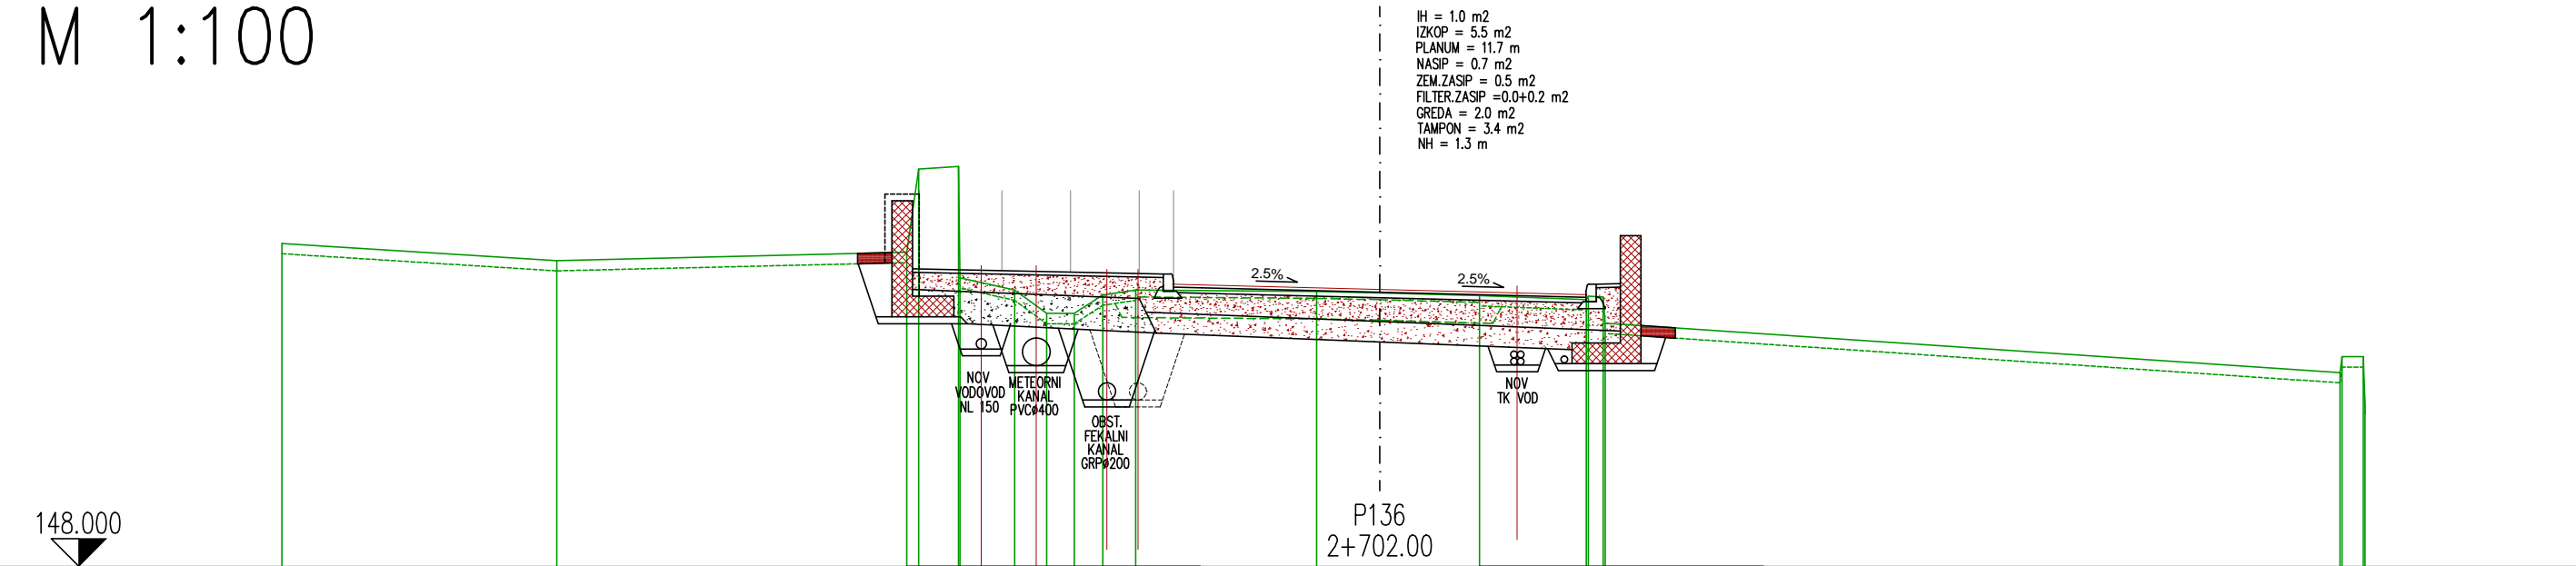 M 1:100
IH = 1.0 m2
IZKOP = 5.5 m2
PLANUM = 11.7 m
NASIP = 0.7 m2
ZEM.ZASIP = 0.5 m2
FILTER.ZASIP =0.0+0.2 m2
GREDA = 2.0 m2
TAMPON = 3.4 m2
NH = 1.3 m
2.5%
2.5%
NOV
VODOVOD
NL 150
METEORNI
KANAL
PVCø400
OBST.
FEKALNI
KANAL
GRPø200
NOV
TK VOD
P136
2+702.00
148.000